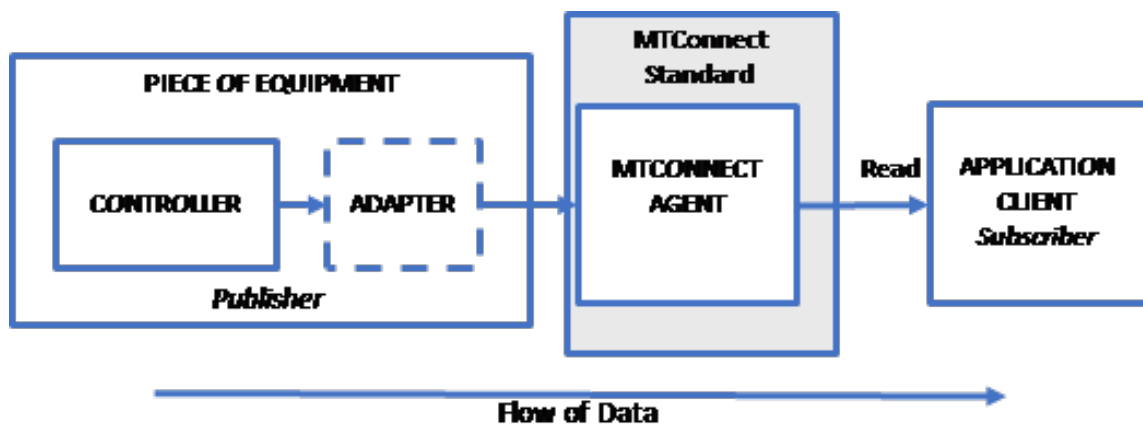 MTConnect
Standard
PIECE OF EQUIPMENT
CONTROLLER
ADAPTER
Publisher
MTCONNECT
AGENT
Read
APPLICATION
CLIENT
Subscriber
Flow of Data